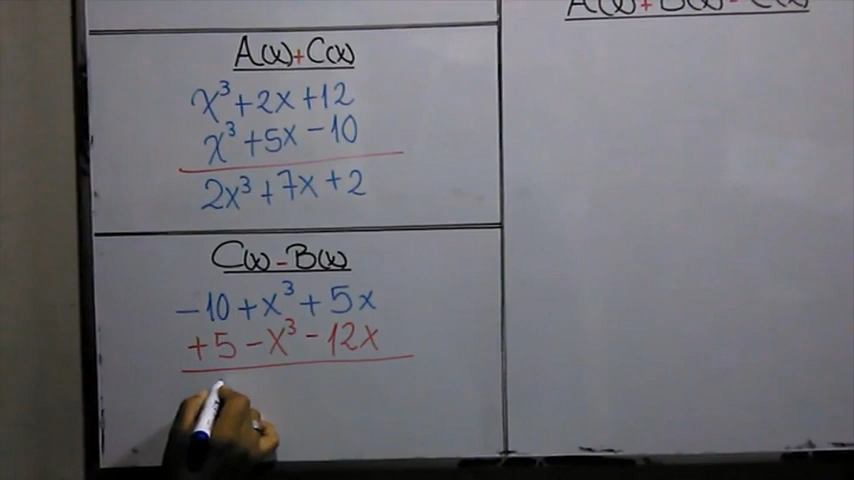 A(x)+C(x)
x³+2x+12
x³+5x-10
2x³+7x+2
C(x)-B(x)
-10+x³+5x
+5-x³-12x
A(x)+B(x)-C(x)